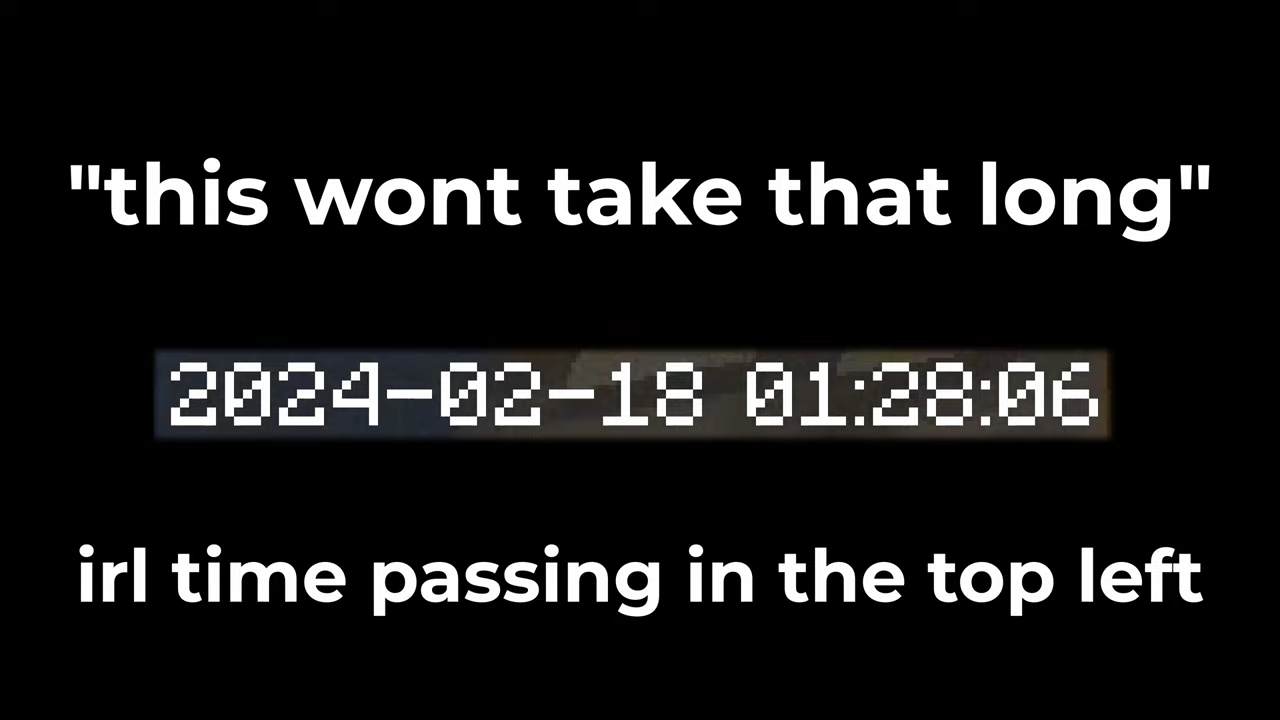 "this wont take that long"
2024-02-18 01:28:06
irl time passing in the top left